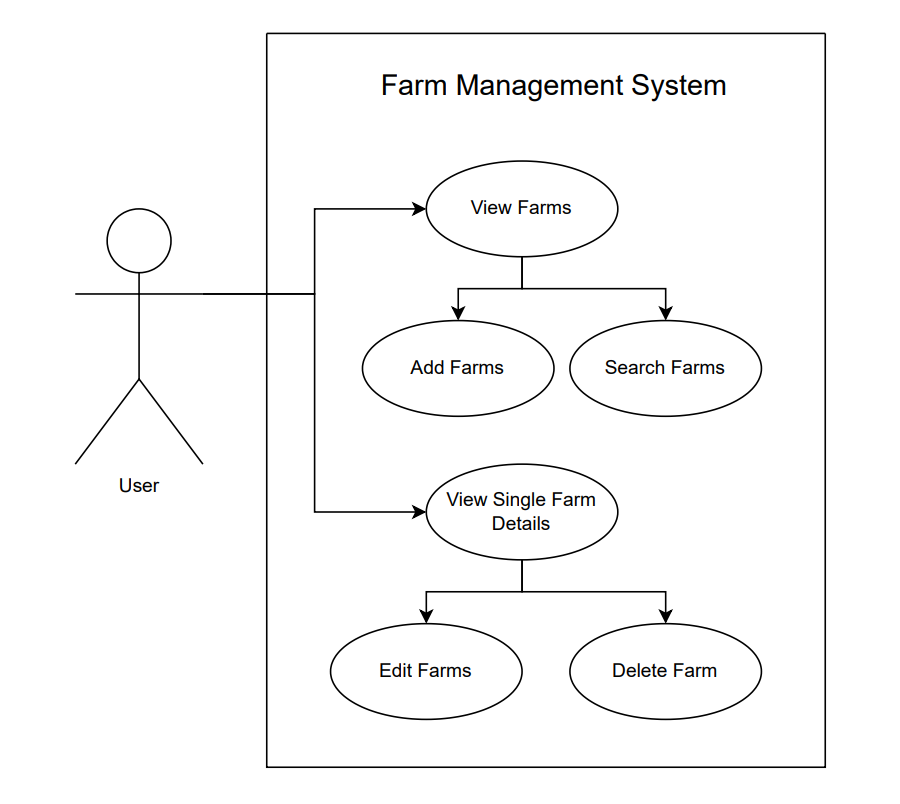 Farm Management System
View Farms
Add Farms
Search Farms
User
View Single Farm
Details
Edit Farms
Delete Farm